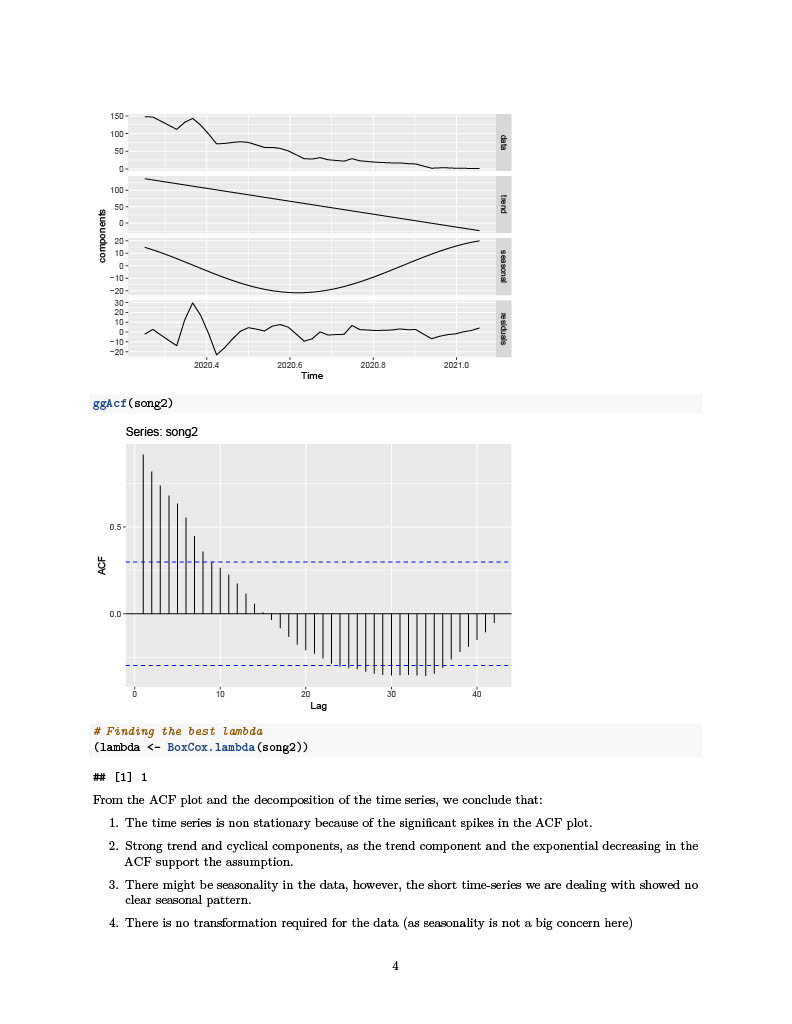 150
100
50
0
data
100
50
0
trend
20
10
0
−10
−20
seasonal
30
20
10
0
−10
−20
residuals
components
2020.4 2020.6 2020.8 2021.0
Time
ggAcf(song2)
Series: song2
0.5
0.0
ACF
0 10 20 30 40
Lag
# Finding the best lambda
(lambda <- BoxCox.lambda(song2))
## [1] 1
From the ACF plot and the decomposition of the time series, we conclude that:
1. The time series is non stationary because of the significant spikes in the ACF plot.
2. Strong trend and cyclical components, as the trend component and the exponential decreasing in the
ACF support the assumption.
3. There might be seasonality in the data, however, the short time-series we are dealing with showed no
clear seasonal pattern.
4. There is no transformation required for the data (as seasonality is not a big concern here)
4